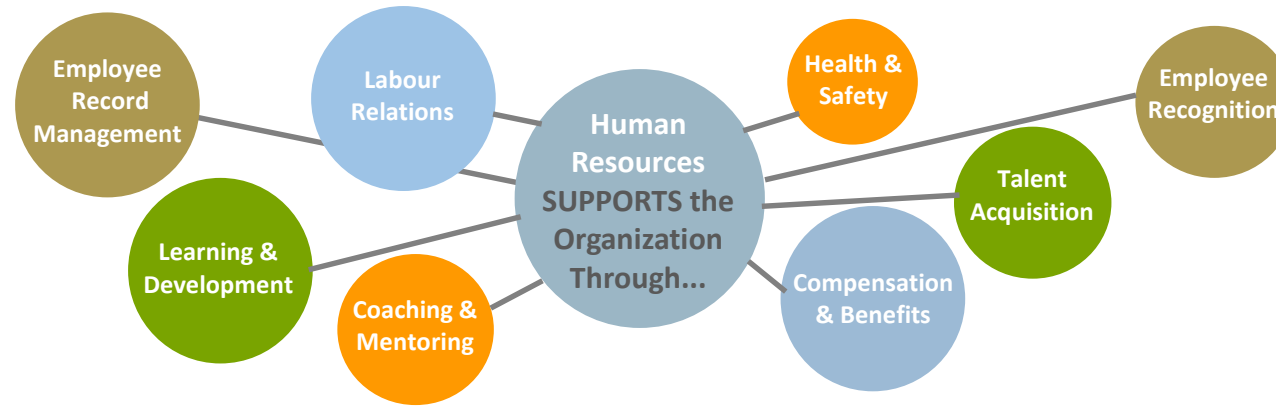 Employee
Record
Management
Labour
Relations
Human
Resources
SUPPORTS the
Organization
Through...
Health &
Safety
Employee
Recognition
Learning &
Development
Coaching &
Mentoring
Talent
Acquisition
Compensation
& Benefits